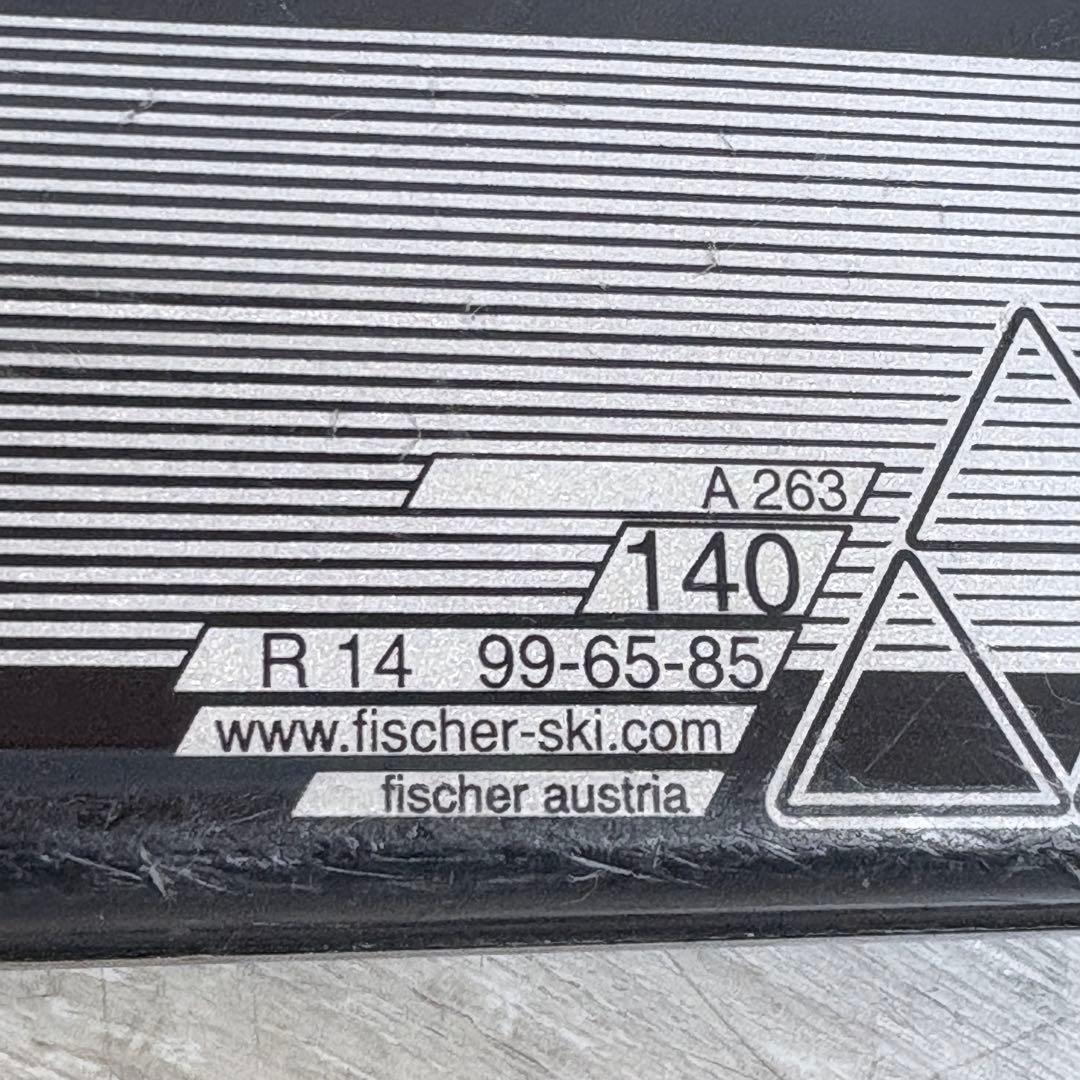 A 263
140
R 14 99-65-85
www.fischer-ski.com
fischer austria